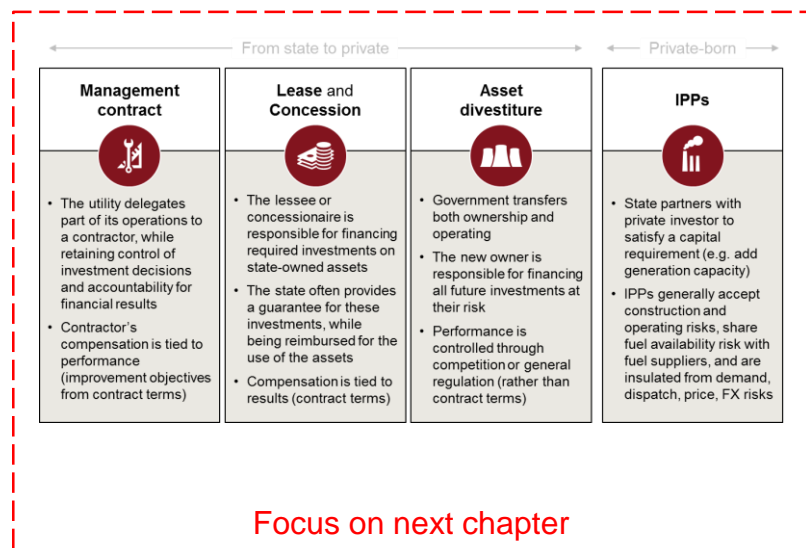 From state to private
Private-born
Management
contract
• The utility delegates
part of its operations to
a contractor, while
retaining control of
investment decisions
and accountability for
financial results
• Contractor's
compensation is tied to
performance
(improvement objectives
from contract terms)
Lease and
Concession
• The lessee or
concessionaire is
responsible for financing
required investments on
state-owned assets
• The state often provides
a guarantee for these
investments, while
being reimbursed for the
use of the assets
• Compensation is tied to
results (contract terms)
Asset
divestiture
• Government transfers
both ownership and
operating
• The new owner is
responsible for financing
all future investments at
their risk
• Performance is
controlled through
competition or general
regulation (rather than
contract terms)
IPPs
• State partners with
private investor to
satisfy a capital
requirement (e.g. add
generation capacity)
• IPPs generally accept
construction and
operating risks, share
fuel availability risk with
fuel suppliers, and are
insulated from demand,
dispatch, price, FX risks
Focus on next chapter